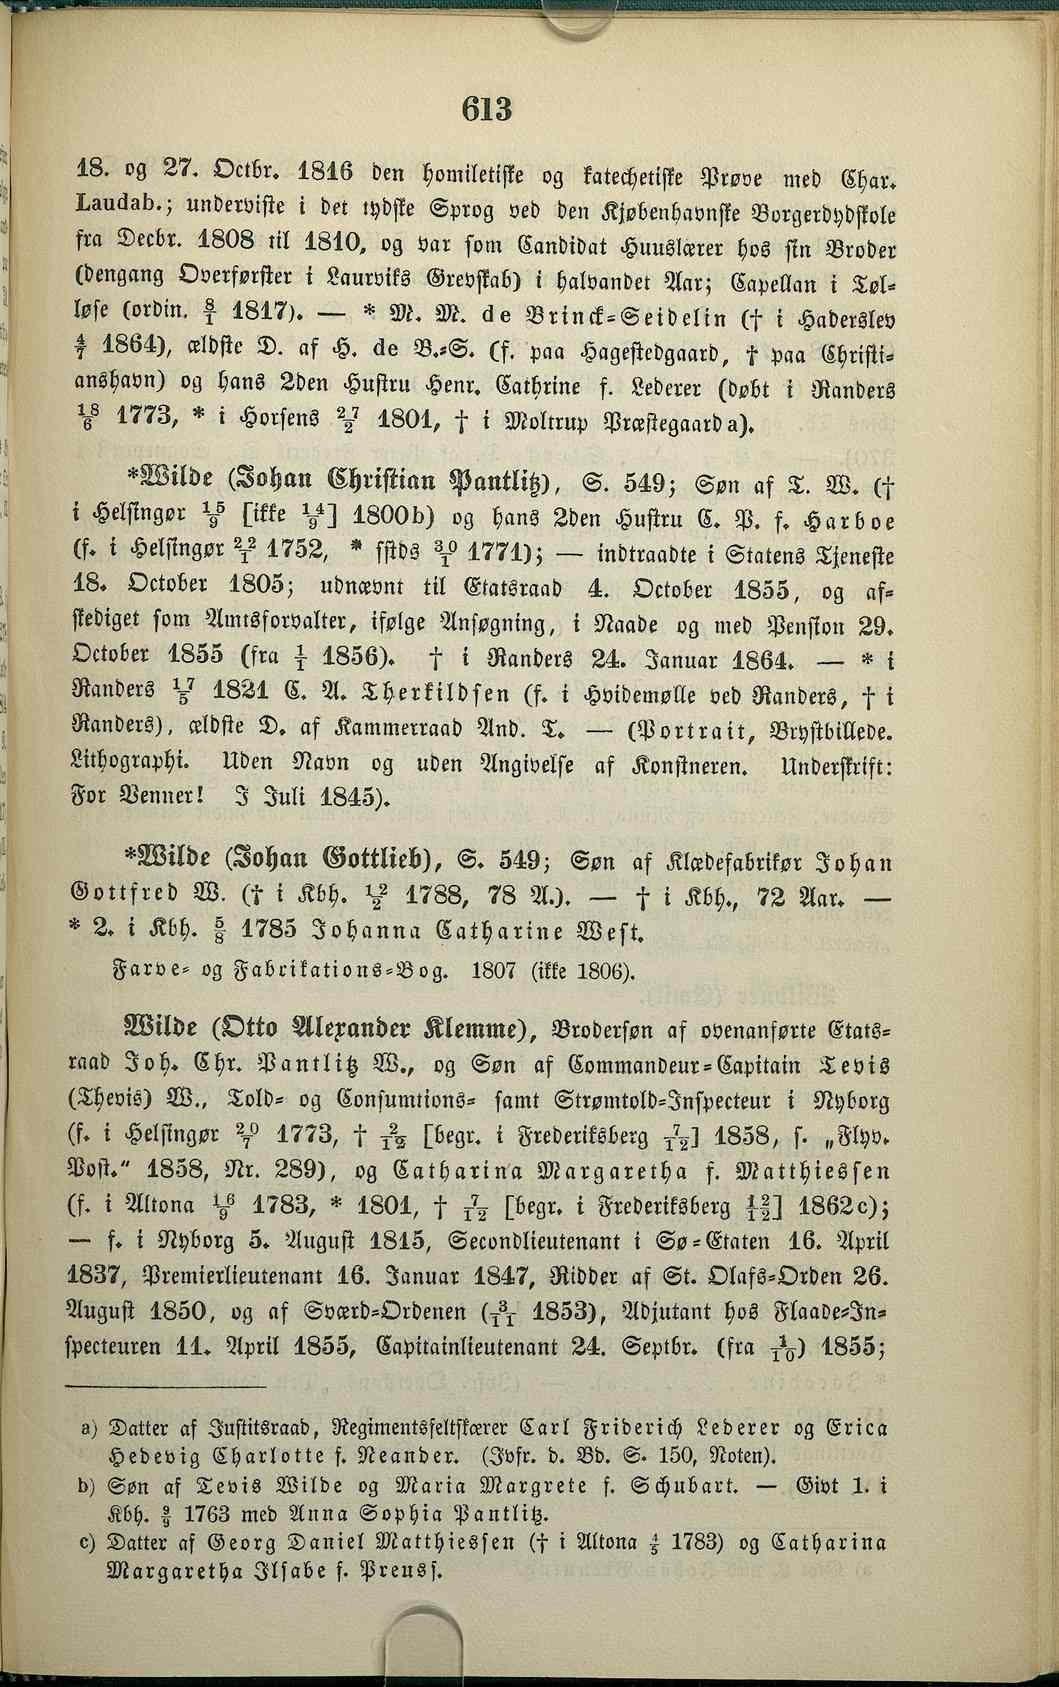 613
18. og 27. Octbr. 1816 den homiletiske og katechetiske Prøve med Char.
Laudab.; underviste i det tydske Sprog ved den Kjøbenhavnske Borgerdydskole
fra Decbr. 1808 til 1810, og var som Candidat Huuslærer hos sin Broder
(dengang Overførster i Laurviks Grevskab) i halvandet Aar; Capellan i Tøl-
løse (ordin. 8/1 1817). — * M. M. de Brinck-Seidelin († i Haderslev
4/7 1864), ældste D. af H. de B.-S. (f. paa Hagestedgaard, † paa Christi-
anshavn) og hans 2den Hustru Henr. Cathrine f. Lederer (døbt i Randers
18/6 1773, * i Horsens 27/2 1801, † i Moltrup Præstegaard a).
*Wilde (Johan Christian Pantlitz), S. 549; Søn af T. W. (†
i Helsingør 15/9 [ikke 14/9] 1800 b) og hans 2den Hustru C. P. f. Harboe
(f. i Helsingør 22/1 1752, * sstds 30/1 1771); — indtraadte i Statens Tjeneste
18. October 1805; udnævnt til Etatsraad 4. October 1855, og af-
skediget som Amtsforvalter, ifølge Ansøgning, i Naade og med Pension 29.
October 1855 (fra 1/1 1856). † i Randers 24. Januar 1864. — * i
Randers 17/5 1821 C. A. Therkildsen (f. i Hvidemølle ved Randers, † i
Randers), ældste D. af Kammerraad And. T. — (Portrait, Brystbillede.
Lithographi. Uden Navn og uden Angivelse af Konstneren. Underskrift:
For Venner! I Juli 1845).
*Wilde (Johan Gottlieb), S. 549; Søn af Klædefabrikør Johan
Gottfred W. († i Kbh. 12/2 1788, 78 A.). — † i Kbh., 72 Aar. —
* 2. i Kbh. 5/8 1785 Johanna Catharine West.
Farve- og Fabrikations-Bog. 1807 (ikke 1806).
Wilde (Otto Alexander Klemme), Brodersøn af ovenanførte Etats-
raad Joh. Chr. Pantlitz W., og Søn af Commandeur-Capitain Tevis
(Thevis) W., Told- og Consumtions- samt Strømtold-Inspecteur i Nyborg
(f. i Helsingør 20/7 1773, † 2/12 [begr. i Frederiksberg 7/12] 1858, s. „Flyv.
Post.“ 1858, Nr. 289), og Catharina Margaretha f. Matthiessen
(f. i Altona 16/9 1783, * 1801, † 7/12 [begr. i Frederiksberg 12/12] 1862 c);
— f. i Nyborg 5. August 1815, Secondlieutenant i Sø-Etaten 16. April
1837, Premierlieutenant 16. Januar 1847, Ridder af St. Olafs-Orden 26.
August 1850, og af Sværd-Ordenen (3/11 1853), Adjutant hos Flaade-In-
specteuren 11. April 1855, Capitainlieutenant 24. Septbr. (fra 1/10) 1855;
a) Datter af Justitsraad, Regimentsfeltskærer Carl Friderich Lederer og Erica
Hedevig Charlotte f. Neander. (Jvfr. d. Bd. S. 150, Noten).
b) Søn af Tevis Wilde og Maria Margrete f. Schubart. — Givt 1. i
Kbh. 9/9 1763 med Anna Sophia Pantlitz.
c) Datter af Georg Daniel Matthiessen († i Altona 4/5 1783) og Catharina
Margaretha Ilsabe f. Preuss.